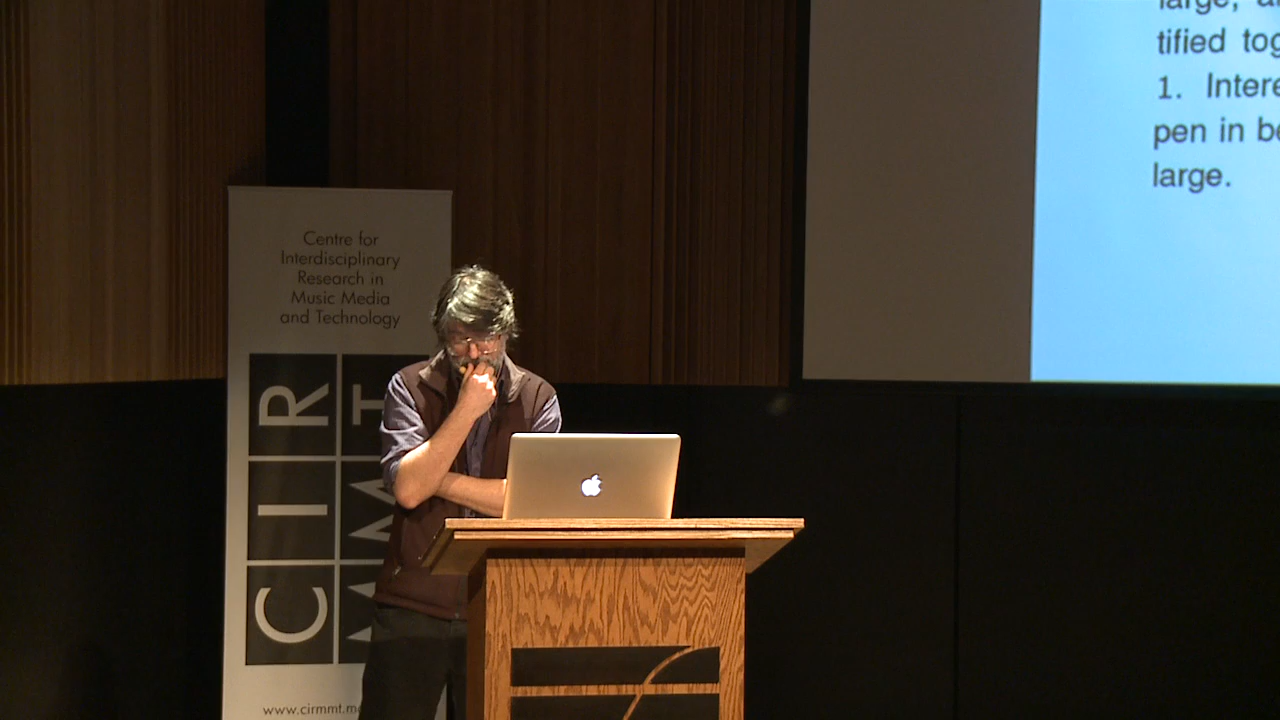 Centre for
Interdisciplinary
Research in
Music Media
and Technology
CIR
MMT
www.cirmmt.m
large, a
tified tog
1. Intere
pen in be
large.